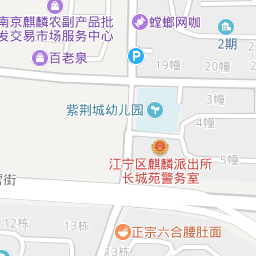 南京麒麟农副产品批
发交易市场服务中心
百老泉
螳螂网咖
2期
19幢
20幢
P
紫荆城幼儿园
3幢
4幢
江宁区麒麟派出所
长城苑警务室
5幢
6幢
街
12栋
13栋
13栋
正宗六合腰肚面